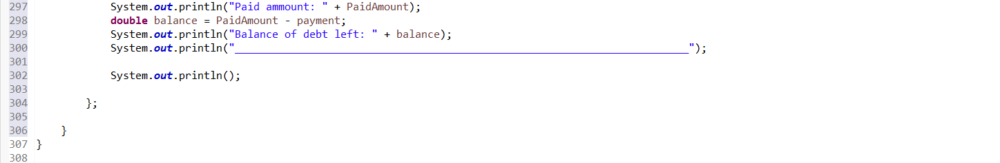 297 System.out.println("Paid ammount: " + PaidAmount);
298 double balance = PaidAmount - payment;
299 System.out.println("Balance of debt left: " + balance);
300 System.out.println("_________________________________________________________________________");
301
302 System.out.println();
303
304 };
305
306 }
307 }
308